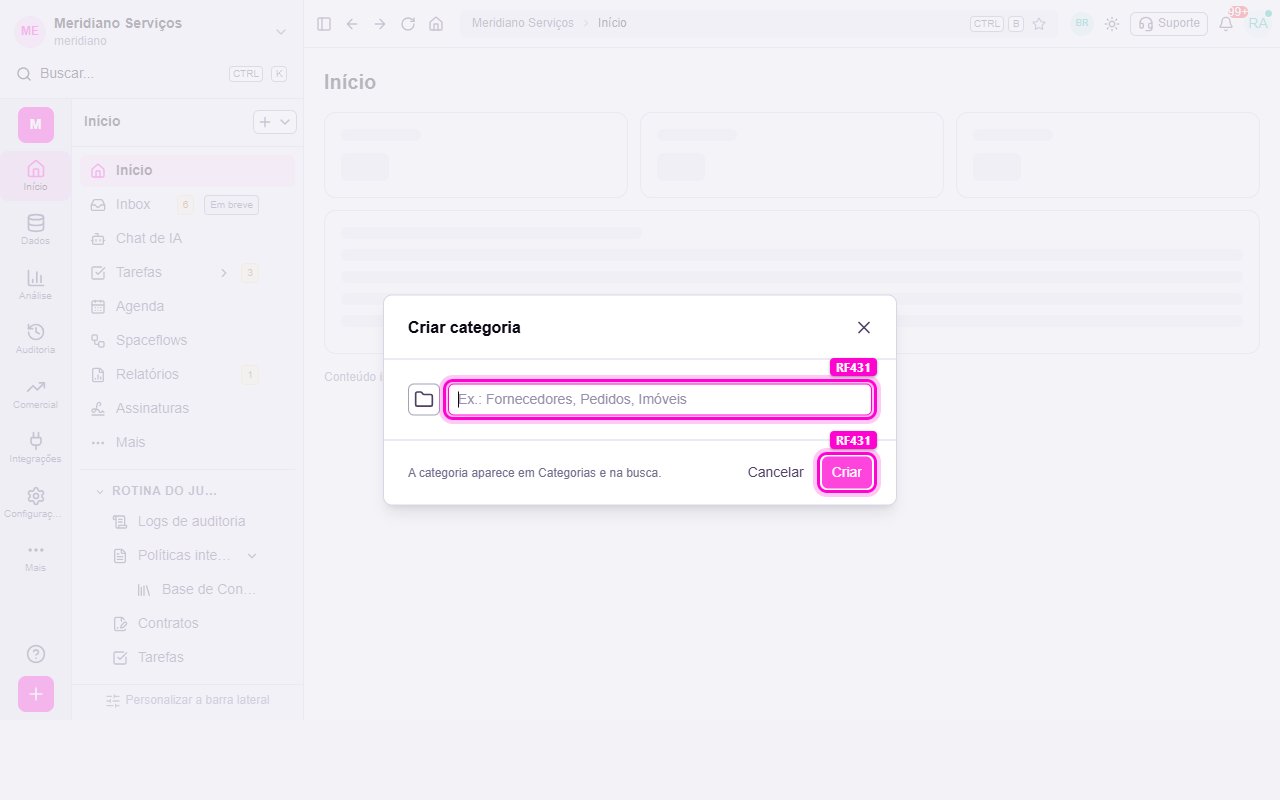 ME
Meridiano Serviços
meridiano
Buscar...
CTRL
K
Meridiano Serviços
Início
CTRL
B
BR
Suporte
99+
RA
M
Início
Dados
Análise
Auditoria
Comercial
Integrações
Configuraç...
Mais
Início
Início
Inbox
6
Em breve
Chat de IA
Tarefas
3
Agenda
Spaceflows
Relatórios
1
Assinaturas
Mais
ROTINA DO JU...
Logs de auditoria
Políticas inte...
Base de Con...
Contratos
Tarefas
Personalizar a barra lateral
Início
Conteúdo
Criar categoria
RF431
Ex.: Fornecedores, Pedidos, Imóveis
RF431
A categoria aparece em Categorias e na busca.
Cancelar
Criar